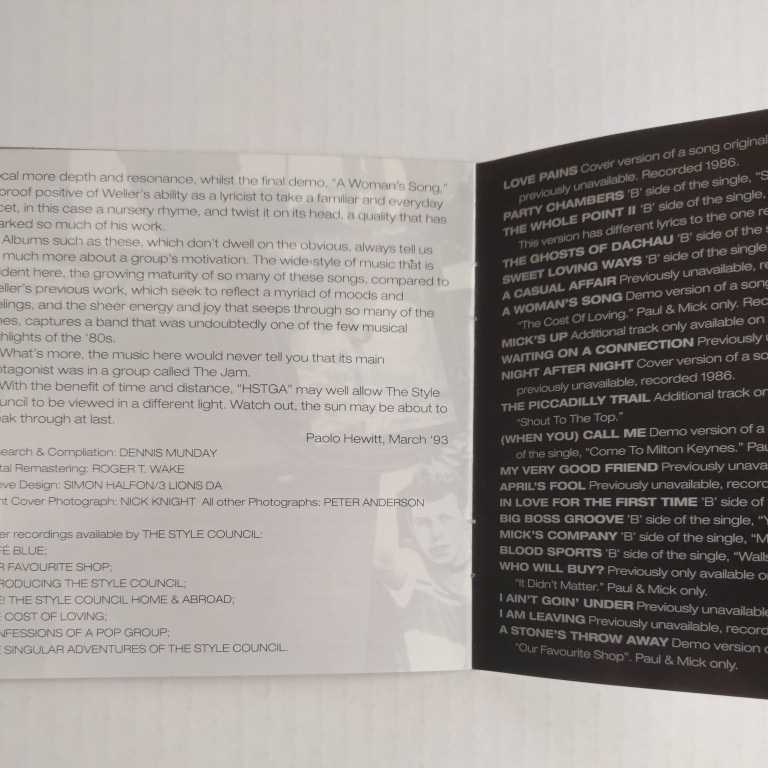 cal more depth and resonance, whilst the final demo, "A Woman's Song,"
proof positive of Weller's ability as a lyricist to take a familiar and everyday
cet, in this case a nursery rhyme, and twist it on its head, a quality that has
arked so much of his work.
Albums such as these, which don't dwell on the obvious, always tell us
much more about a group's motivation. The wide-style of music that is
ident here, the growing maturity of so many of these songs, compared to
eller's previous work, which seek to reflect a myriad of moods and
elings, and the sheer energy and joy that seeps through so many of the
nes, captures a band that was undoubtedly one of the few musical
hlights of the '80s.
What's more, the music here would never tell you that its main
otagonist was in a group called The Jam.
With the benefit of time and distance, "HSTGA" may well allow The Style
ouncil to be viewed in a different light. Watch out, the sun may be about to
eak through at last.
Paolo Hewitt, March '93
search & Compliation: DENNIS MUNDAY
ital Remastering: ROGER T. WAKE
eve Design: SIMON HALFON/3 LIONS DA
nt Cover Photograph: NICK KNIGHT All other Photographs: PETER ANDERSON
er recordings available by THE STYLE COUNCIL:
FÉ BLUE;
R FAVOURITE SHOP;
RODUCING THE STYLE COUNCIL;
E! THE STYLE COUNCIL HOME & ABROAD;
E COST OF LOVING;
NFESSIONS OF A POP GROUP;
E SINGULAR ADVENTURES OF THE STYLE COUNCIL.
LOVE PAINS Cover version of a song original
previously unavailable. Recorded 1986.
PARTY CHAMBERS 'B' side of the single, "S
THE WHOLE POINT II 'B' side of the single,
This version has different lyrics to the one re
THE GHOSTS OF DACHAU 'B' side of the s
SWEET LOVING WAYS 'B' side of the single
A CASUAL AFFAIR Previously unavailable, r
A WOMAN'S SONG Demo version of a song
"The Cost Of Loving." Paul & Mick only. Rec
MICK'S UP Additional track only available on
WAITING ON A CONNECTION Previously u
NIGHT AFTER NIGHT Cover version of a so
previously unavailable, recorded 1986.
THE PICCADILLY TRAIL Additional track on
"Shout To The Top."
(WHEN YOU) CALL ME Demo version of a
of the single, "Come To Milton Keynes." Pau
MY VERY GOOD FRIEND Previously unava
APRIL'S FOOL Previously unavailable, record
IN LOVE FOR THE FIRST TIME 'B' side of
BIG BOSS GROOVE 'B' side of the single, "Y
MICK'S COMPANY 'B' side of the single, "M
BLOOD SPORTS 'B' side of the single, "Walls
WHO WILL BUY? Previously only available o
"It Didn't Matter." Paul & Mick only.
I AIN'T GOIN' UNDER Previously unavailable
I AM LEAVING Previously unavailable, record
A STONE'S THROW AWAY Demo version o
"Our Favourite Shop". Paul & Mick only.